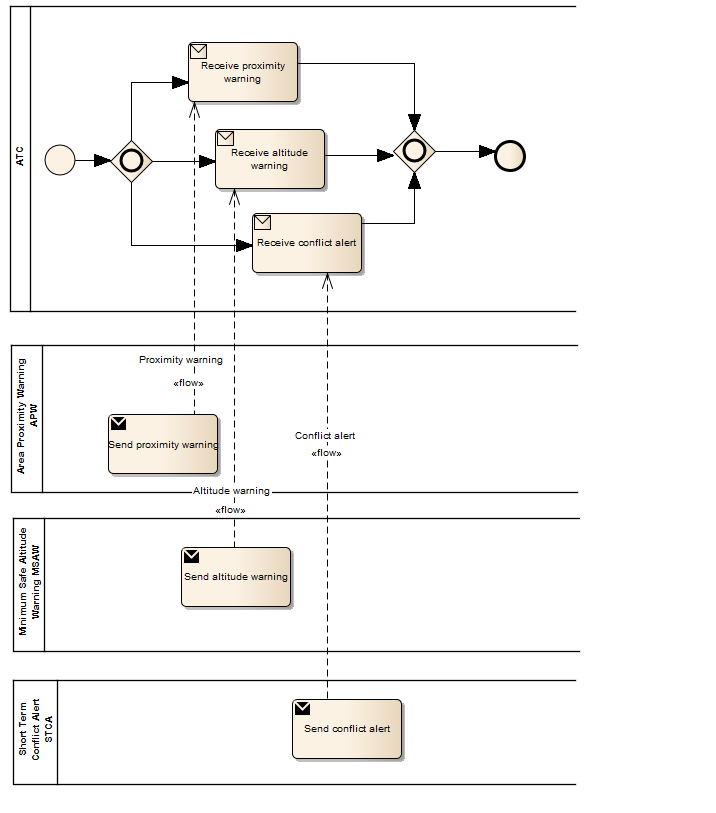 ATC
Receive proximity
warning
Receive altitude
warning
Receive conflict alert
Area Proximity Warning
APW
Proximity warning
«flow»
Send proximity warning
Conflict alert
«flow»
Altitude warning
«flow»
Minimum Safe Altitude
Warning MSAW
Send altitude warning
Short Term
Conflict Alert
STCA
Send conflict alert